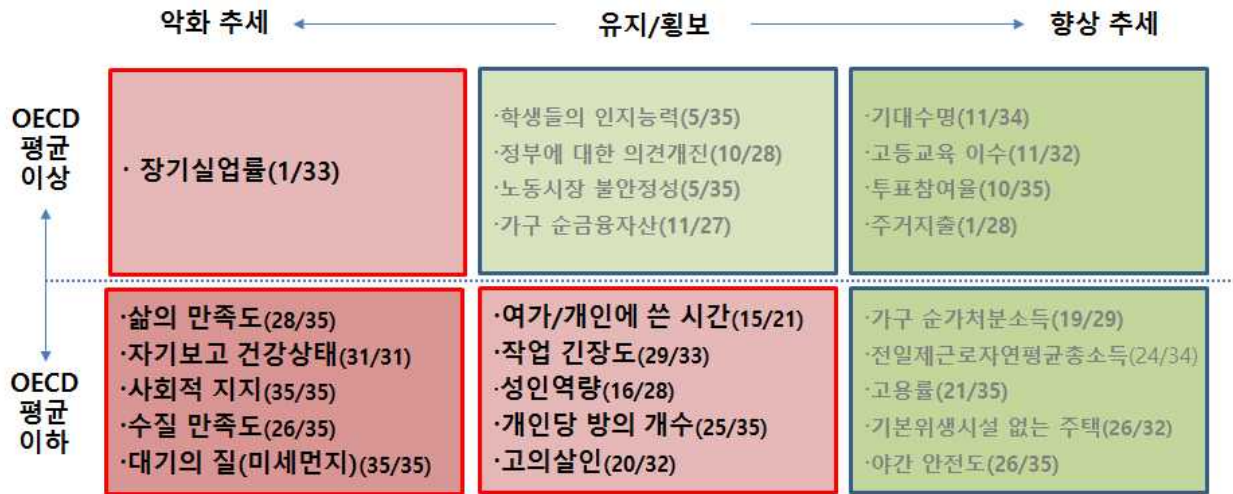 악화 추세
유지/횡보
향상 추세
OECD
평균
이상
· 장기실업률(1/33)
·학생들의 인지능력(5/35)
·정부에 대한 의견개진(10/28)
·노동시장 불안정성(5/35)
·가구 순금융자산(11/27)
·기대수명(11/34)
·고등교육 이수(11/32)
·투표참여율(10/35)
·주거지출(1/28)
OECD
평균
이하
·삶의 만족도(28/35)
·자기보고 건강상태(31/31)
·사회적 지지(35/35)
·수질 만족도(26/35)
·대기의 질(미세먼지)(35/35)
·여가/개인에 쓴 시간(15/21)
·작업 긴장도(29/33)
·성인역량(16/28)
·개인당 방의 개수(25/35)
·고의살인(20/32)
·가구 순가처분소득(19/29)
·전일제근로자연평균총소득(24/34)
·고용률(21/35)
·기본위생시설 없는 주택(26/32)
·야간 안전도(26/35)